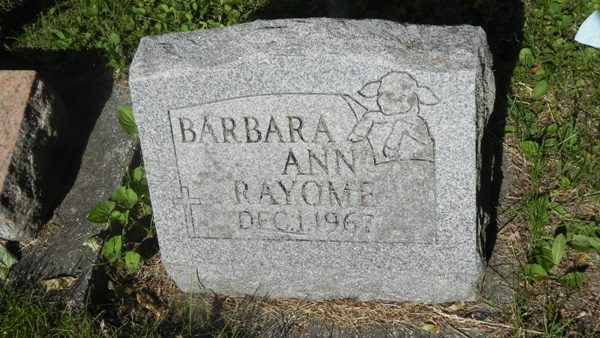 BARBARA
ANN
RAYOME
DEC. 1. 1967